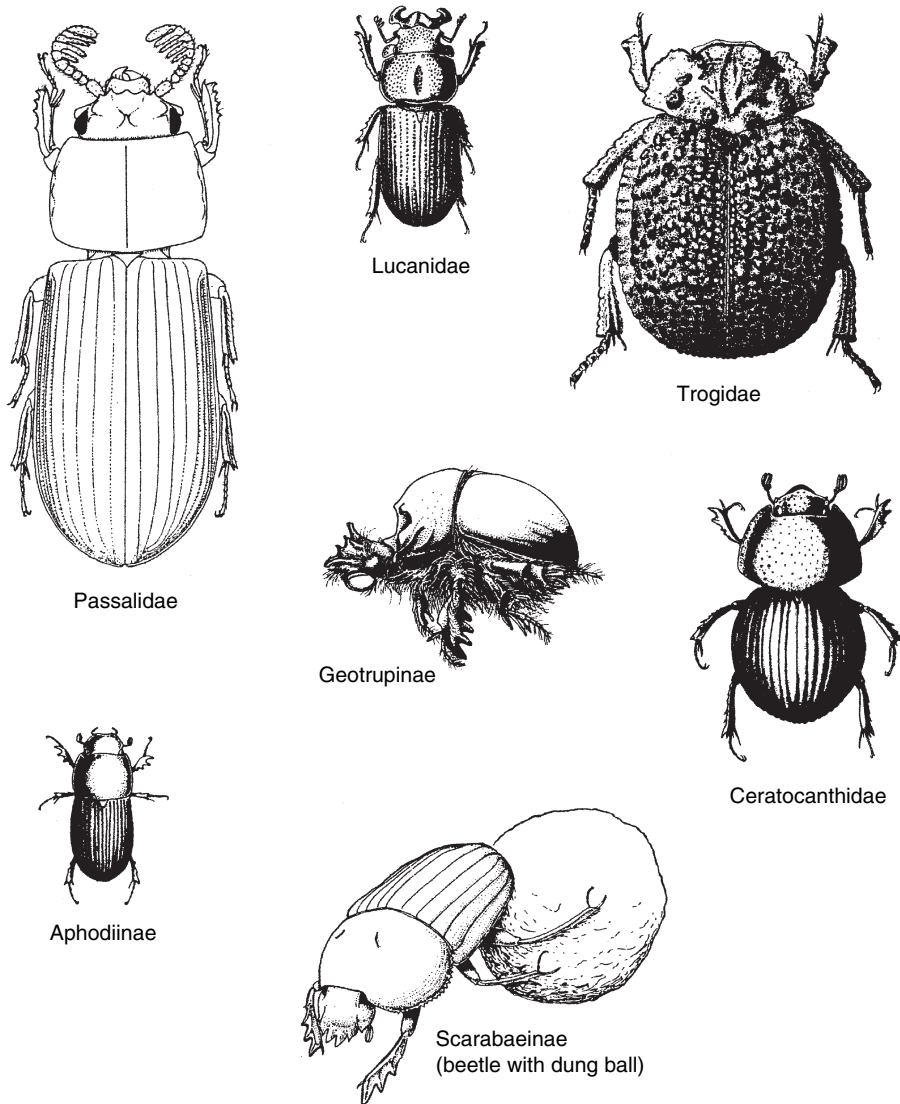 Lucanidae
Trogidae
Passalidae
Geotrupinae
Ceratocanthidae
Aphodiinae
Scarabaeinae
(beetle with dung ball)